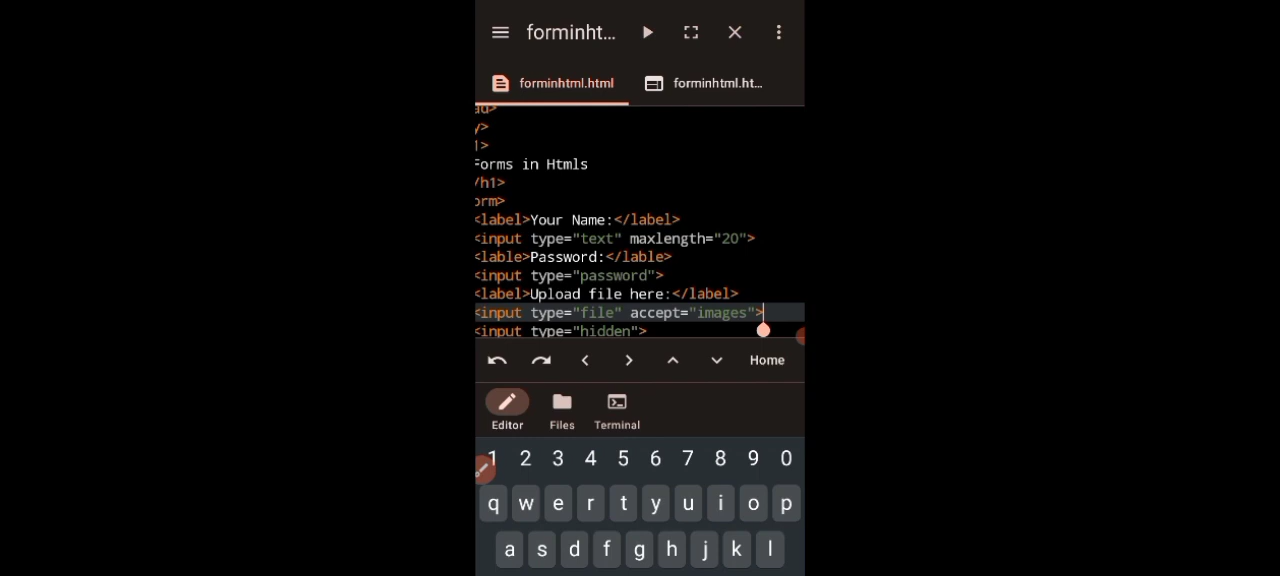 forminht...
forminhtml.html forminhtml.ht...
ad>
y>
1>
Forms in Htmls
/h1>
orm>
<label>Your Name:</label>
<input type="text" maxlength="20">
<lable>Password:</lable>
<input type="password">
<label>Upload file here:</label>
<input type="file" accept="images">
<input type="hidden">
Home
Editor Files Terminal
1 2 3 4 5 6 7 8 9 0
q w e r t y u i o p
a s d f g h j k l